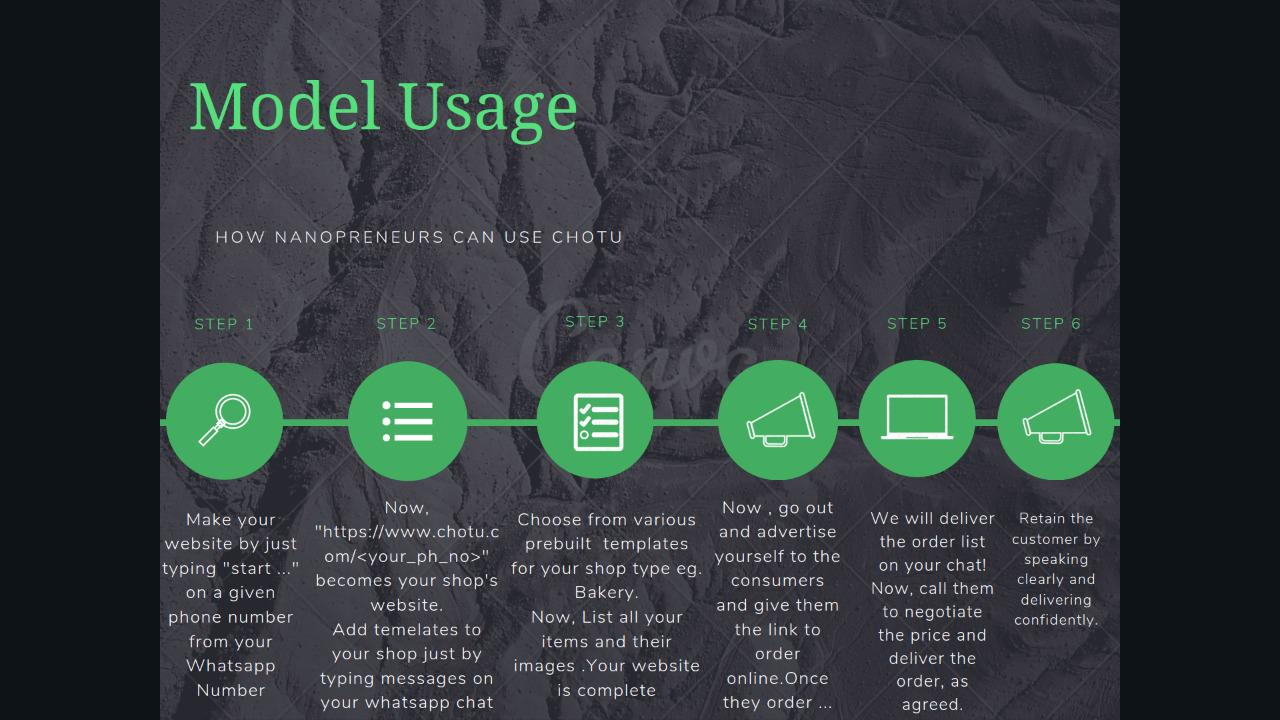 Model Usage
HOW NANOPRENEURS CAN USE CHOTU
STEP 1
STEP 2
STEP 3
STEP 4
STEP 5
STEP 6
Canva
Make your
website by just
typing "start ..."
on a given
phone number
from your
Whatsapp
Number
Now,
"https://www.chotu.c
om/<your_ph_no>"
becomes your shop's
website.
Add temelates to
your shop just by
typing messages on
your whatsapp chat
Choose from various
prebuilt templates
for your shop type eg.
Bakery.
Now, List all your
items and their
images .Your website
is complete
Now , go out
and advertise
yourself to the
consumers
and give them
the link to
order
online.Once
they order ...
We will deliver
the order list
on your chat!
Now, call them
to negotiate
the price and
deliver the
order, as
agreed.
Retain the
customer by
speaking
clearly and
delivering
confidently.